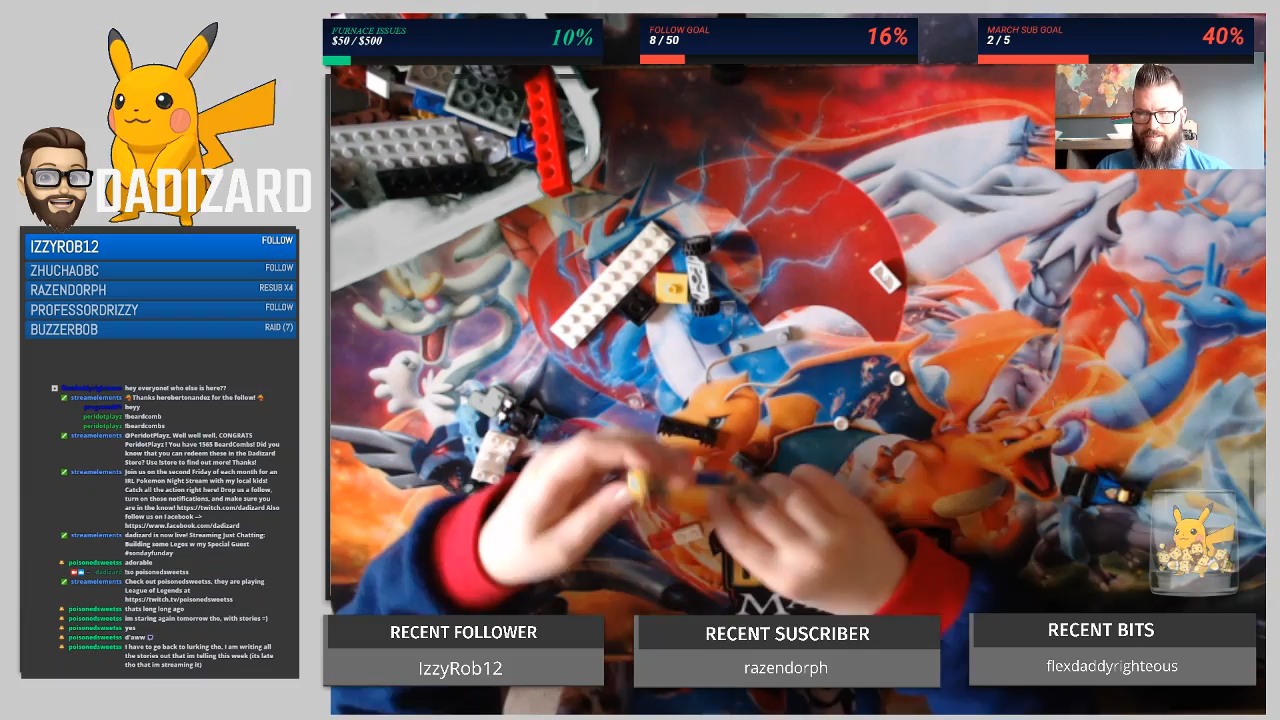 FURNACE ISSUES
$50 / $500
10%
FOLLOW GOAL
8 / 50
16%
MARCH SUB GOAL
2 / 5
40%
DADIZARD
IZZYROB12 FOLLOW
ZHUCHAOBC FOLLOW
RAZENDORPH RESUB X4
PROFESSORDRIZZY FOLLOW
BUZZERBOB RAID (7)
flexdaddyrighteous hey everyone! who else is here??
streamelements Thanks herobertonandez for the follow!
heyy
peridotplayz !beardcomb
peridotplayz !beardcombs
streamelements @PeridotPlayz, Well well well, CONGRATS
PeridotPlayz ! You have 1565 BeardCombs! Did you
know that you can redeem these in the Dadizard
Store? Use !store to find out more! Thanks!
streamelements Join us on the second Friday of each month for an
IRL Pokemon Night Stream with my local kids!
Catch all the action right here! Drop us a follow,
turn on those notifications, and make sure you
are in the know! https://twitch.tv/dadizard Also
follow us on Facebook -->
https://www.facebook.com/dadizard
streamelements dadizard is now live! Streaming Just Chatting:
Building some Legos w my Special Guest
#sondayfunday
poisonedsweetss adorable
dadizard !so poisonedsweetss
streamelements Check out poisonedsweetss, they are playing
League of Legends at
https://twitch.tv/poisonedsweetss
poisonedsweetss thats long long ago
poisonedsweetss im staring again tomorrow tho, with stories =)
poisonedsweetss yes
poisonedsweetss d'aww
poisonedsweetss I have to go back to lurking tho, I am writing all
the stories out that im telling this week (its late
tho that im streaming it)
RECENT FOLLOWER
IzzyRob12
RECENT SUSCRIBER
razendorph
RECENT BITS
flexdaddyrighteous